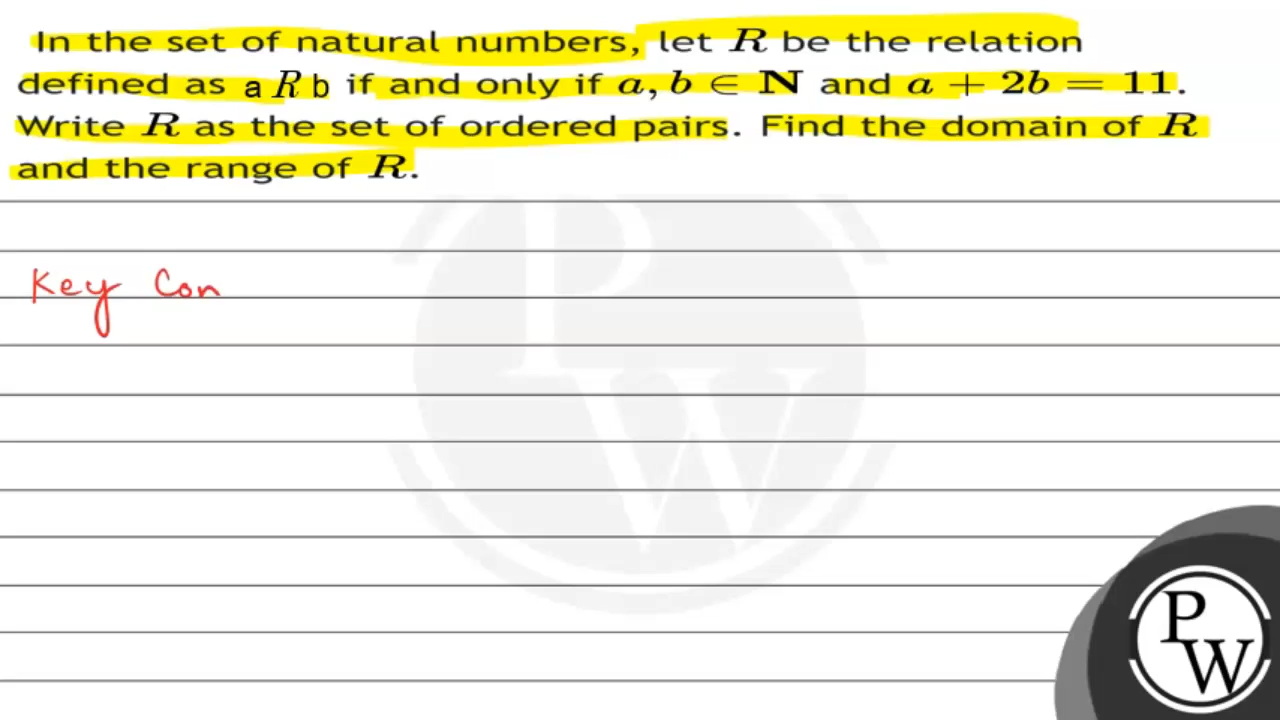 In the set of natural numbers, let R be the relation
defined as a R b if and only if a, b ∈ N and a + 2b = 11.
Write R as the set of ordered pairs. Find the domain of R
and the range of R.
Key Con
P
W
P
W